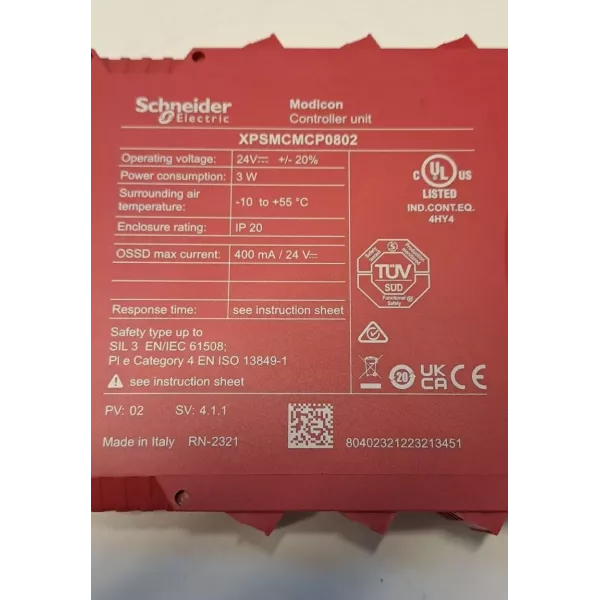 Schneider Electric
Modicon
Controller unit
XPSMCMCP0802
Operating voltage: 24V⎓ +/- 20%
Power consumption: 3 W
Surrounding air temperature: -10 to +55 °C
Enclosure rating: IP 20
OSSD max current: 400 mA / 24 V⎓
Response time: see instruction sheet
Safety type up to
SIL 3 EN/IEC 61508;
Pl e Category 4 EN ISO 13849-1
⚠ see instruction sheet
PV: 02 SV: 4.1.1
Made in Italy RN-2321
80402321223213451
C UL US
LISTED
IND.CONT.EQ.
4HY4
TÜV
SÜD
Functional
Safety
20
UK
CA
CE